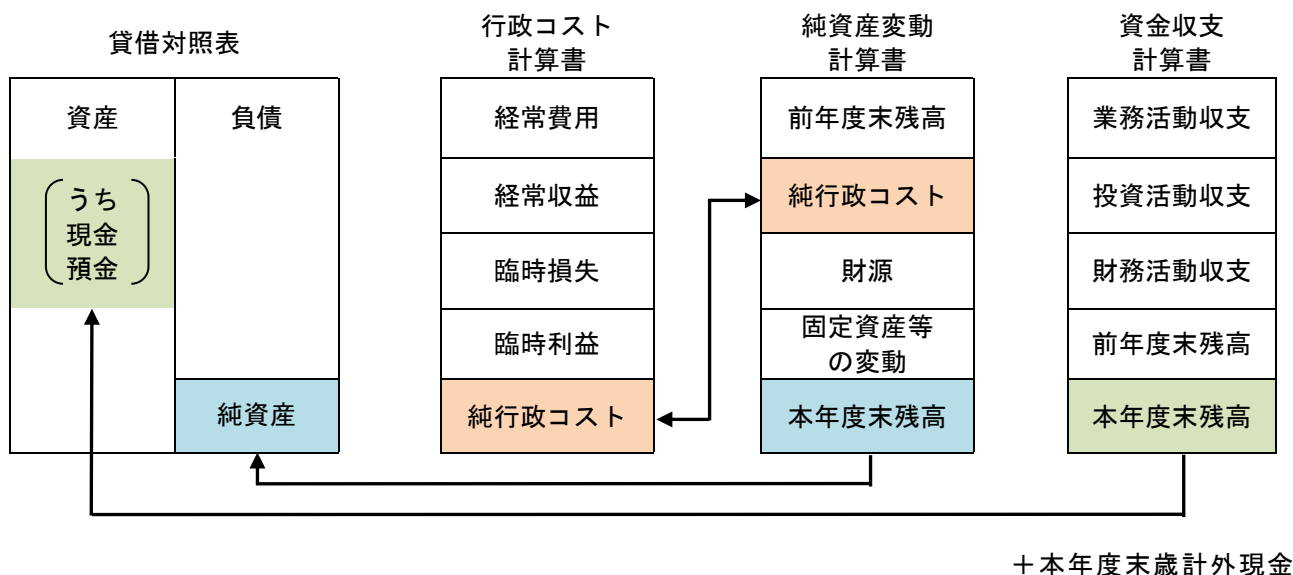 貸借対照表
資産
負債
うち
現金
預金
純資産
行政コスト
計算書
経常費用
経常収益
臨時損失
臨時利益
純行政コスト
純資産変動
計算書
前年度末残高
純行政コスト
財源
固定資産等
の変動
本年度末残高
資金収支
計算書
業務活動収支
投資活動収支
財務活動収支
前年度末残高
本年度末残高
＋本年度末歳計外現金